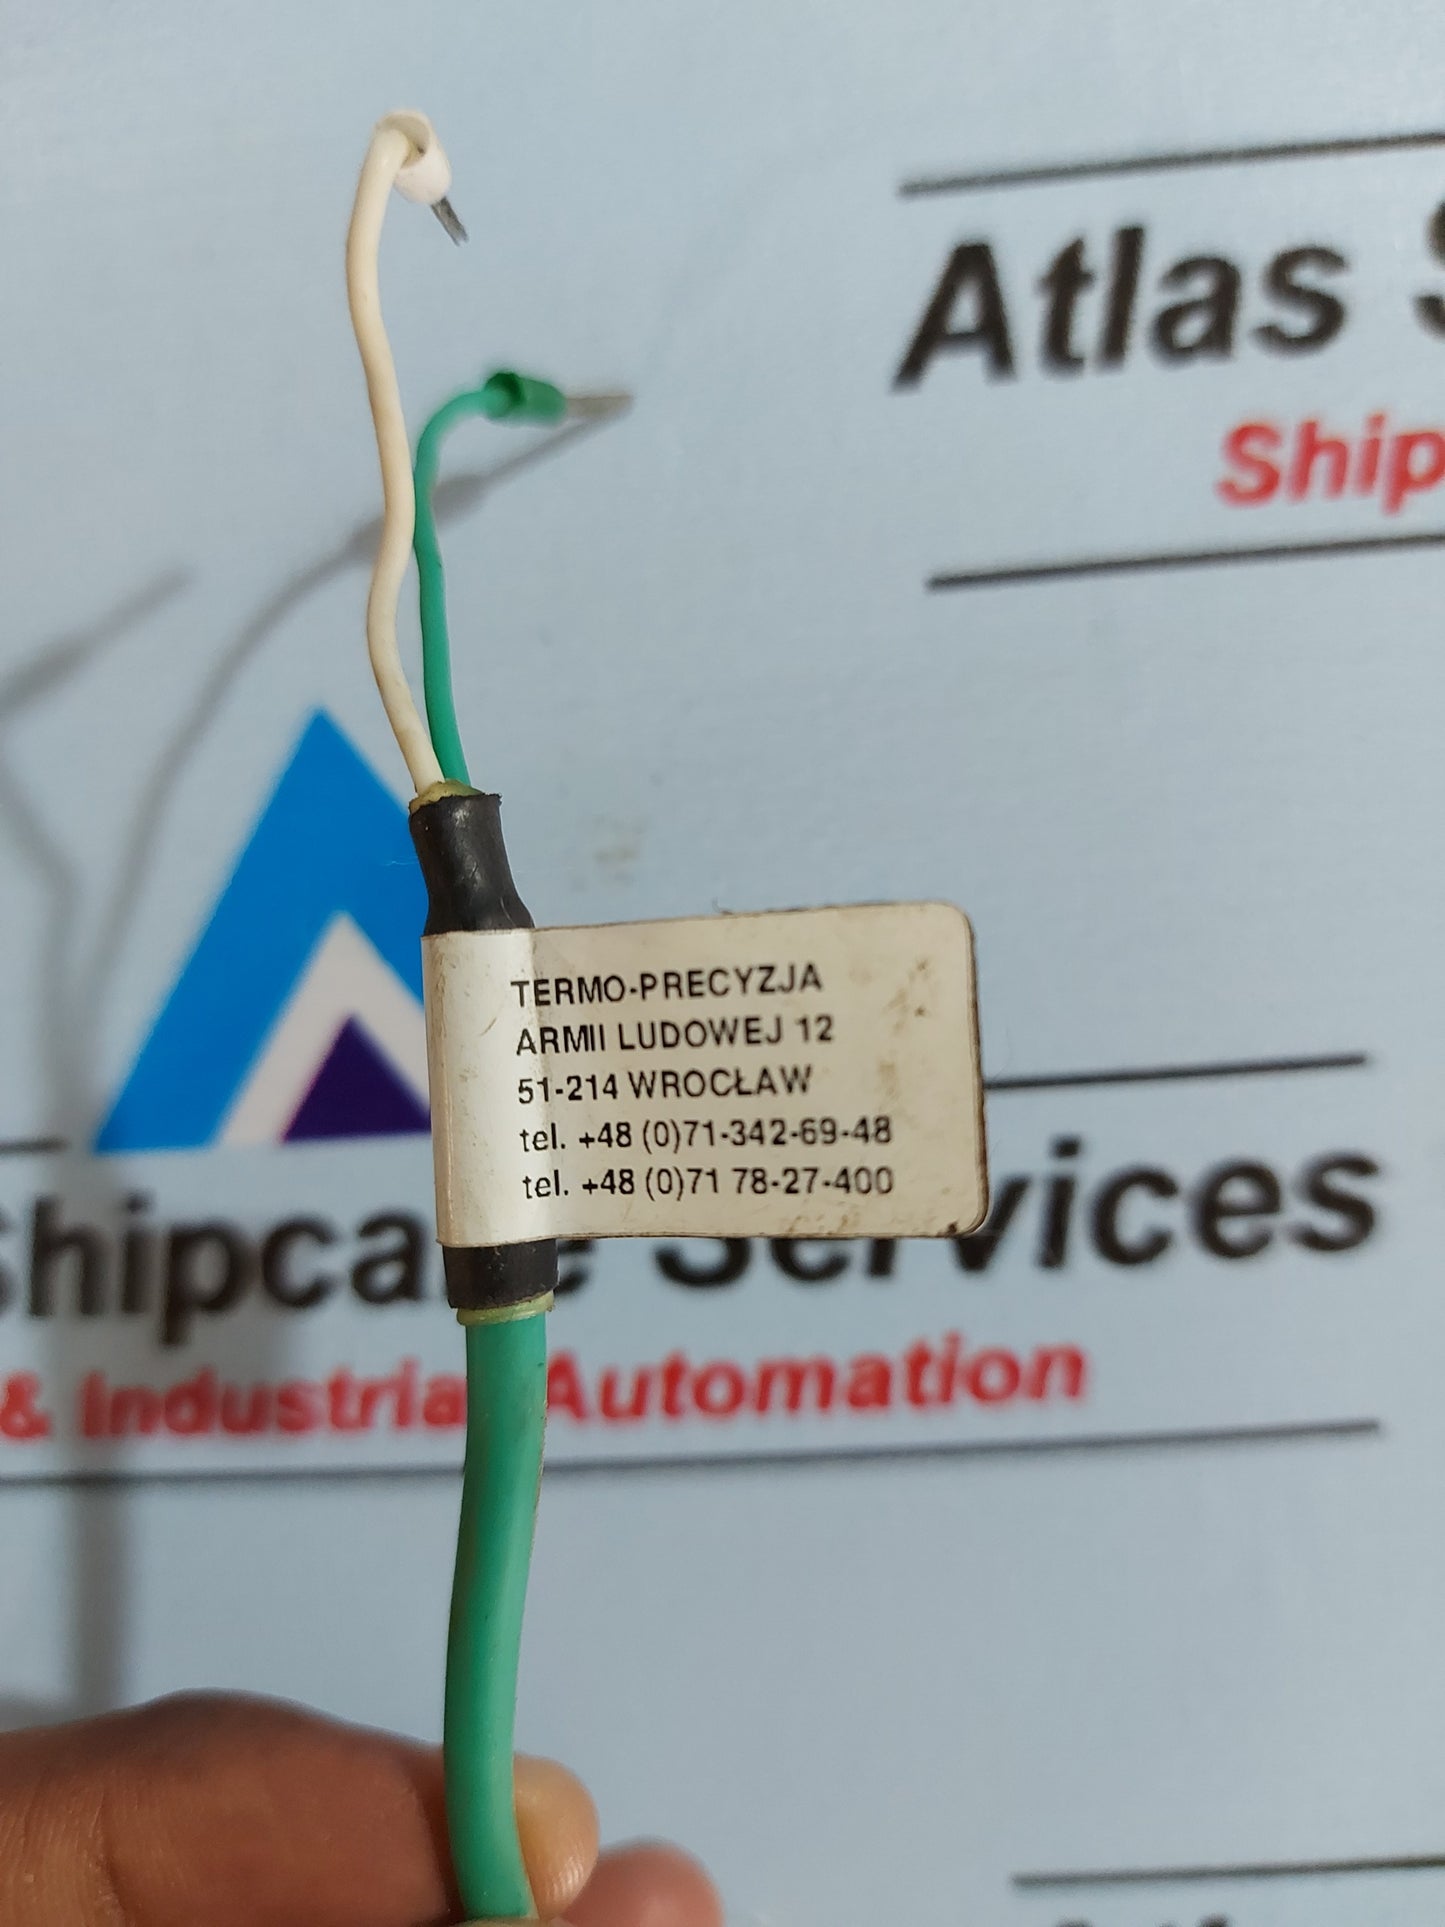 Atlas
Ship
TERMO-PRECYZJA
ARMII LUDOWEJ 12
51-214 WROCŁAW
tel. +48 (0)71-342-69-48
tel. +48 (0)71 78-27-400
Services
& Industrial Automation